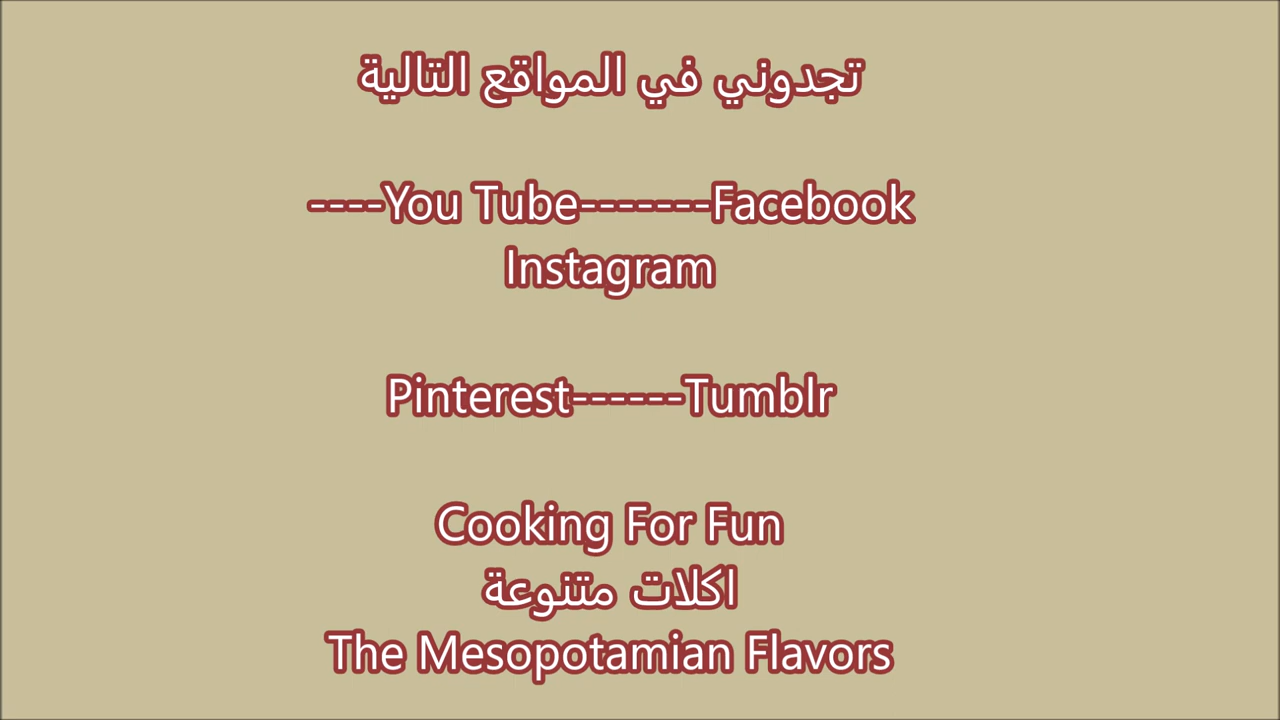 تجدوني في المواقع التالية
----You Tube-------Facebook
Instagram
Pinterest------Tumblr
Cooking For Fun
اكلات متنوعة
The Mesopotamian Flavors